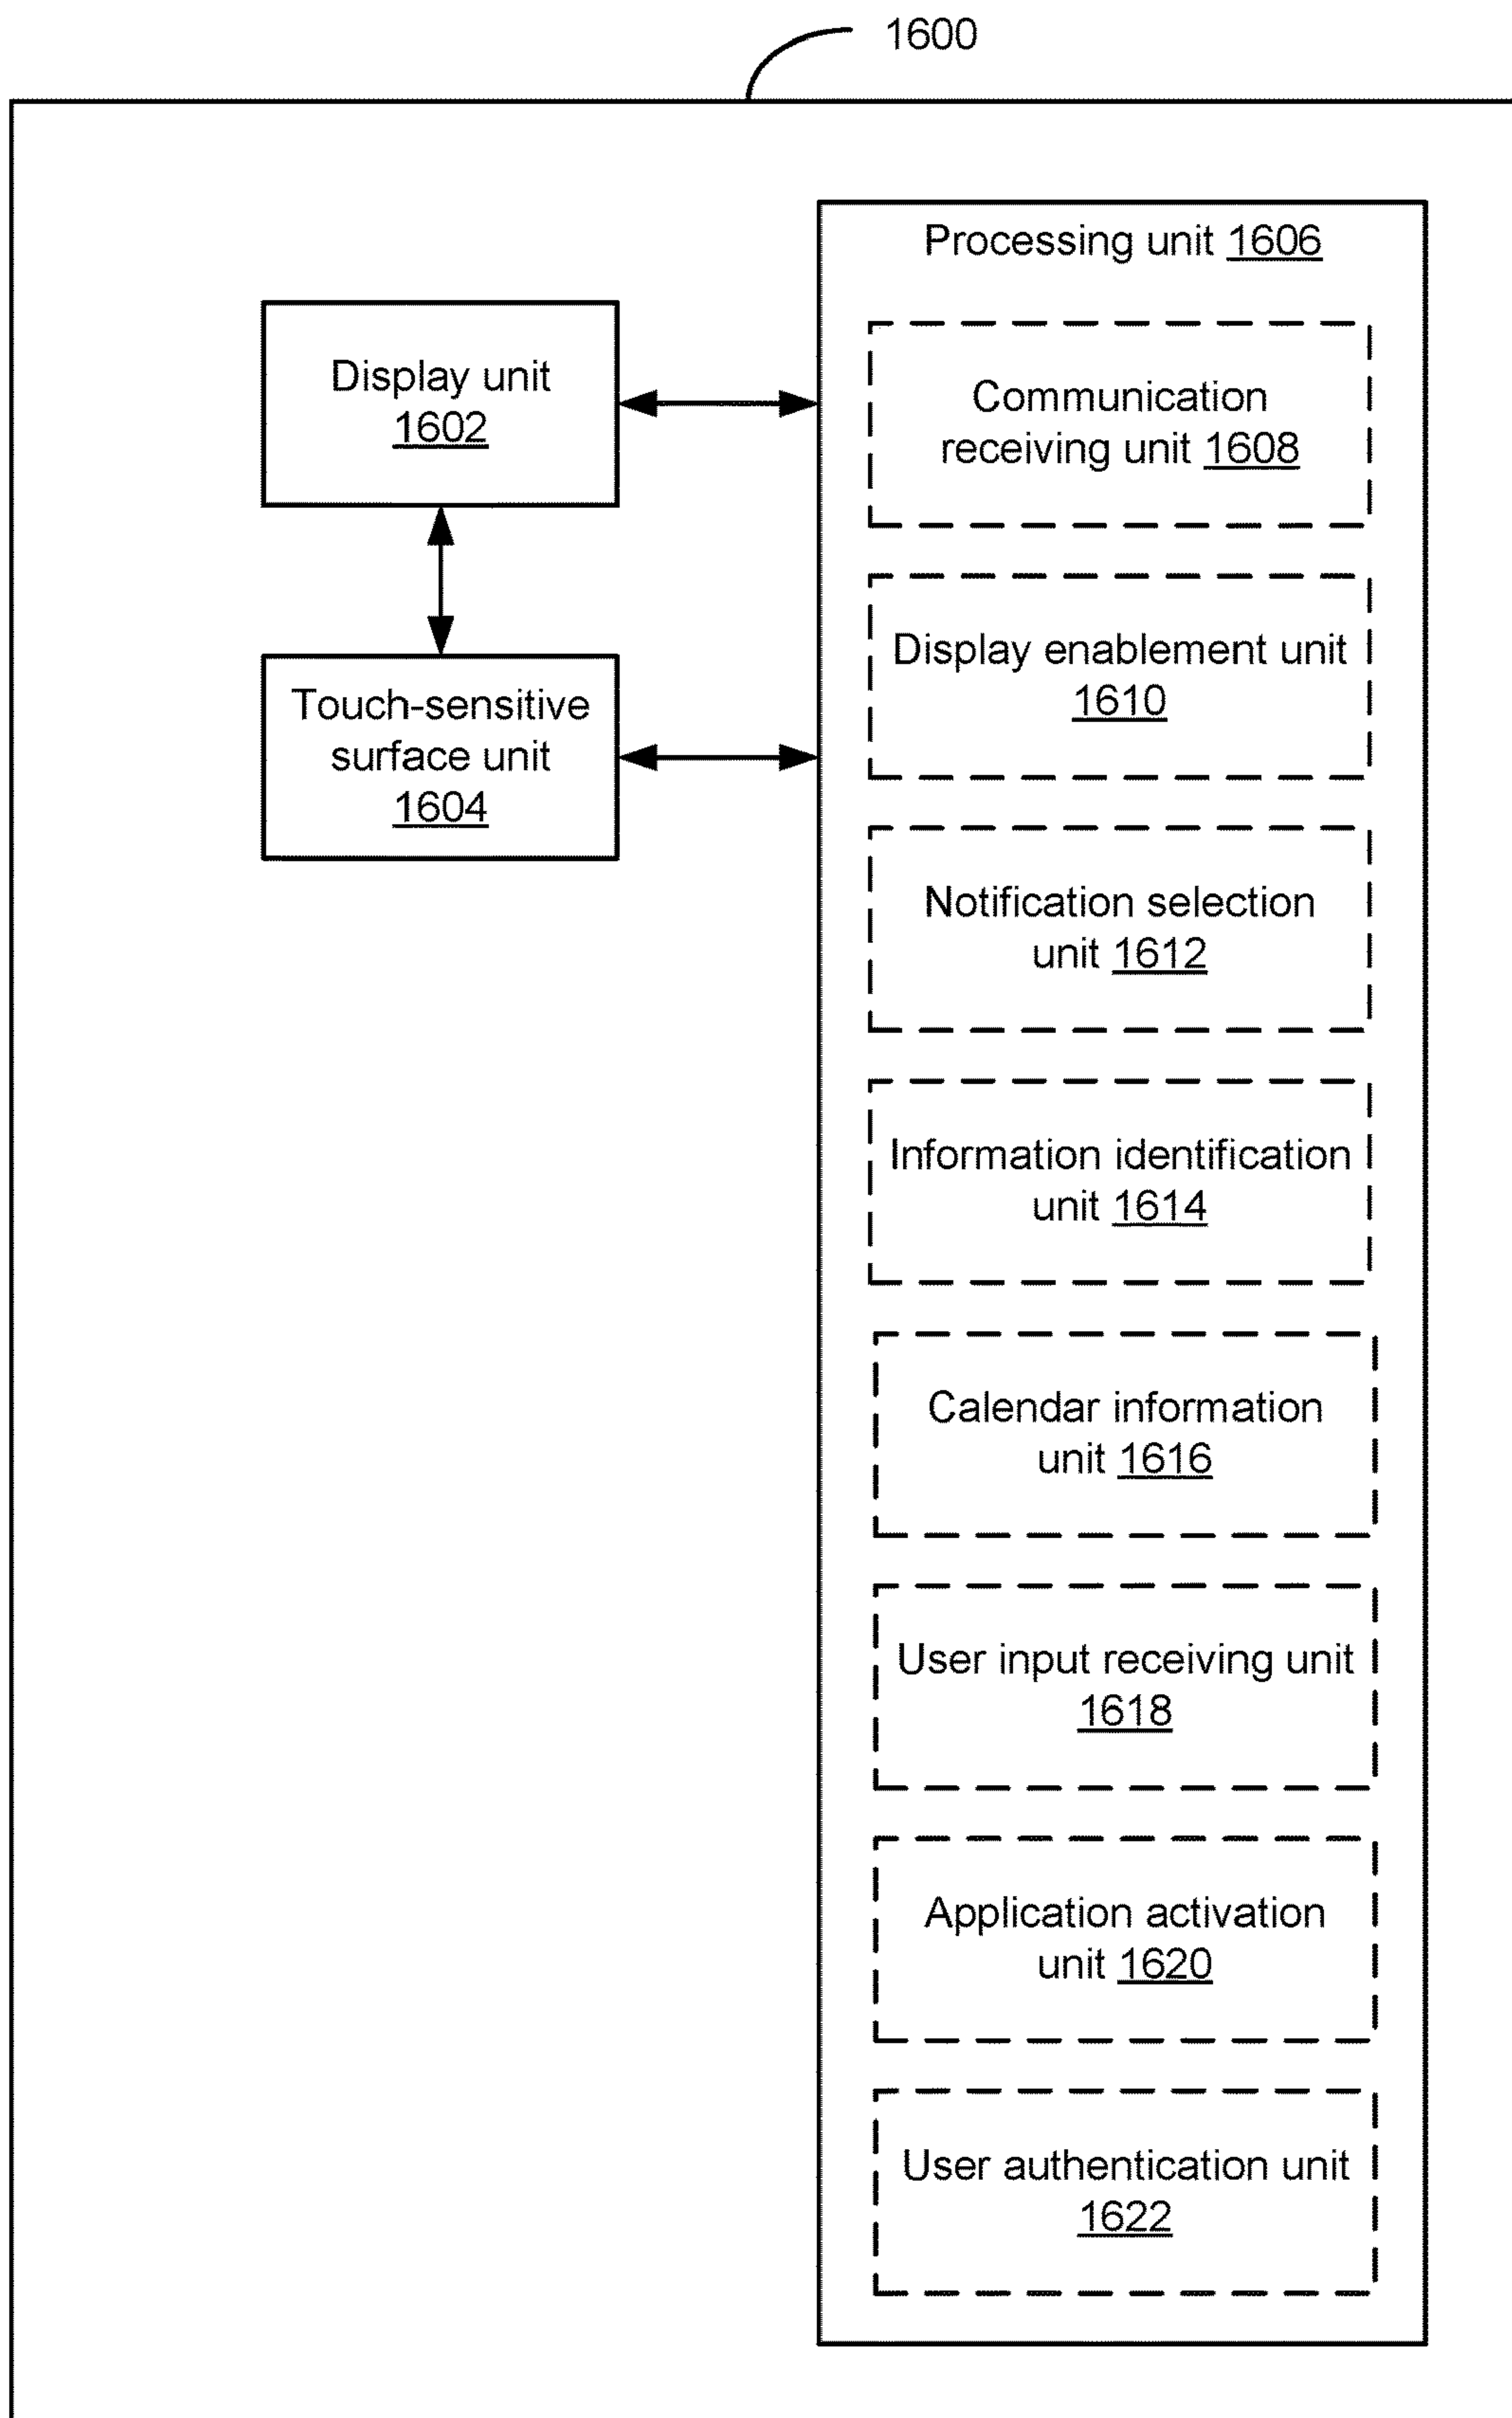 1600
Processing unit 1606
Display unit
1602
Touch-sensitive
surface unit
1604
Communication
receiving unit 1608
Display enablement unit
1610
Notification selection
unit 1612
Information identification
unit 1614
Calendar information
unit 1616
User input receiving unit
1618
Application activation
unit 1620
User authentication unit
1622